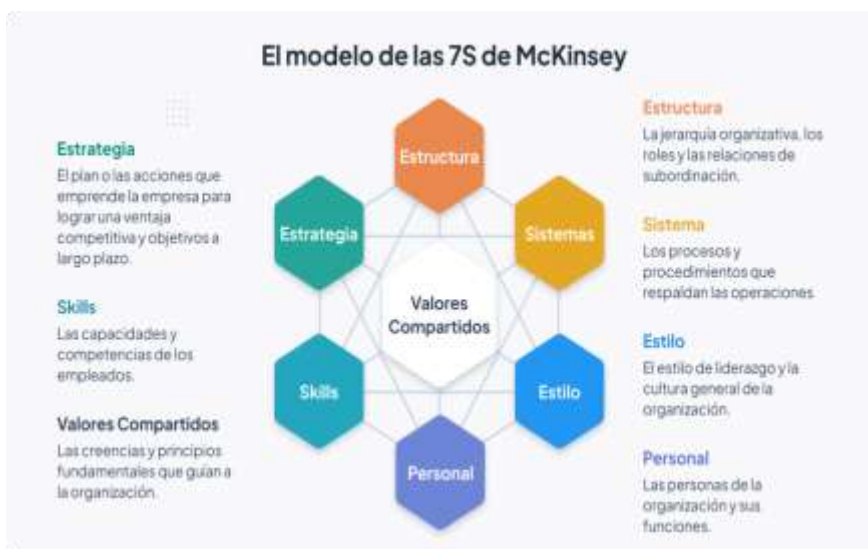 El modelo de las 7S de McKinsey
Estrategia
El plan o las acciones que
emprende la empresa para
lograr una ventaja
competitiva y objetivos a
largo plazo.
Skills
Las capacidades y
competencias de los
empleados.
Valores Compartidos
Las creencias y principios
fundamentales que guían a
la organización.
Estructura
Estrategia
Sistemas
Valores
Compartidos
Skills
Estilo
Personal
Estructura
La jerarquía organizativa, los
roles y las relaciones de
subordinación.
Sistema
Los procesos y
procedimientos que
respaldan las operaciones
Estilo
El estilo de liderazgo y la
cultura general de la
organización.
Personal
Las personas de la
organización y sus
funciones.